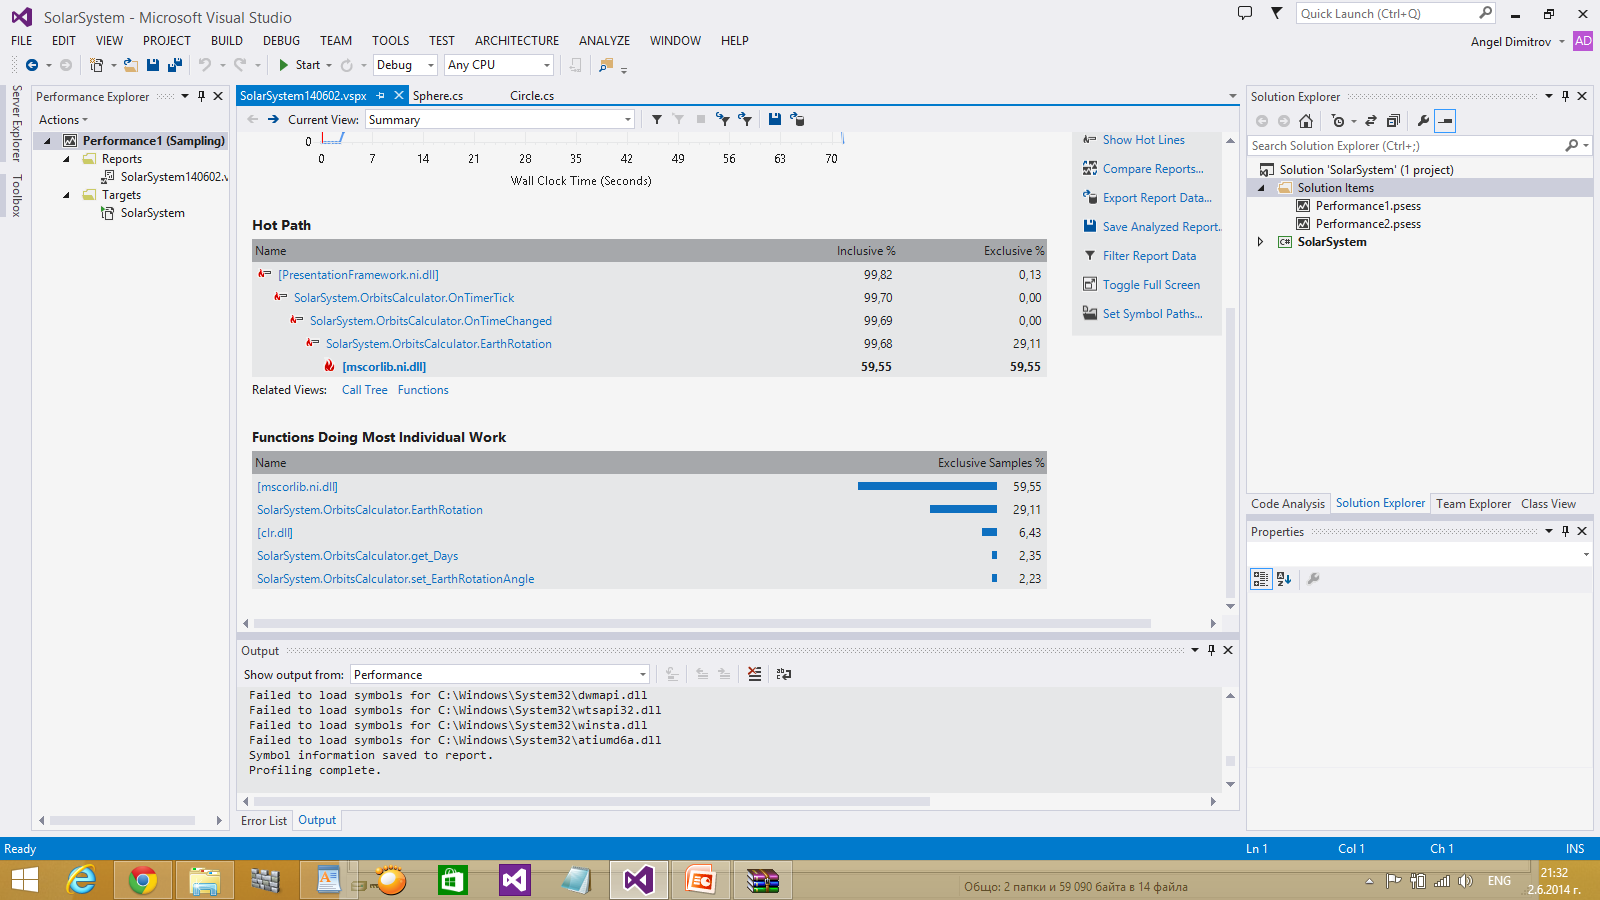 SolarSystem - Microsoft Visual Studio
Quick Launch (Ctrl+Q)
FILE EDIT VIEW PROJECT BUILD DEBUG TEAM TOOLS TEST ARCHITECTURE ANALYZE WINDOW HELP
Angel Dimitrov AD
Start Debug Any CPU
Server Explorer
Toolbox
Performance Explorer
Actions
Performance1 (Sampling)
Reports
SolarSystem140602.v
Targets
SolarSystem
SolarSystem140602.vspx Sphere.cs Circle.cs
Current View: Summary
0
0 7 14 21 28 35 42 49 56 63 70
Wall Clock Time (Seconds)
Hot Path
Name Inclusive % Exclusive %
[PresentationFramework.ni.dll] 99,82 0,13
SolarSystem.OrbitsCalculator.OnTimerTick 99,70 0,00
SolarSystem.OrbitsCalculator.OnTimeChanged 99,69 0,00
SolarSystem.OrbitsCalculator.EarthRotation 99,68 29,11
[mscorlib.ni.dll] 59,55 59,55
Related Views: Call Tree Functions
Functions Doing Most Individual Work
Name Exclusive Samples %
[mscorlib.ni.dll] 59,55
SolarSystem.OrbitsCalculator.EarthRotation 29,11
[clr.dll] 6,43
SolarSystem.OrbitsCalculator.get_Days 2,35
SolarSystem.OrbitsCalculator.set_EarthRotationAngle 2,23
Show Hot Lines
Compare Reports...
Export Report Data...
Save Analyzed Report.
Filter Report Data
Toggle Full Screen
Set Symbol Paths...
Output
Show output from: Performance
Failed to load symbols for C:\Windows\System32\dwmapi.dll
Failed to load symbols for C:\Windows\System32\wtsapi32.dll
Failed to load symbols for C:\Windows\System32\winsta.dll
Failed to load symbols for C:\Windows\System32\atiumd6a.dll
Symbol information saved to report.
Profiling complete.
Error List Output
Solution Explorer
Search Solution Explorer (Ctrl+;)
Solution 'SolarSystem' (1 project)
Solution Items
Performance1.psess
Performance2.psess
C# SolarSystem
Code Analysis Solution Explorer Team Explorer Class View
Properties
Ready Ln 1 Col 1 Ch 1 INS
Общо: 2 папки и 59 090 байта в 14 файла
ENG
21:32
2.6.2014 г.